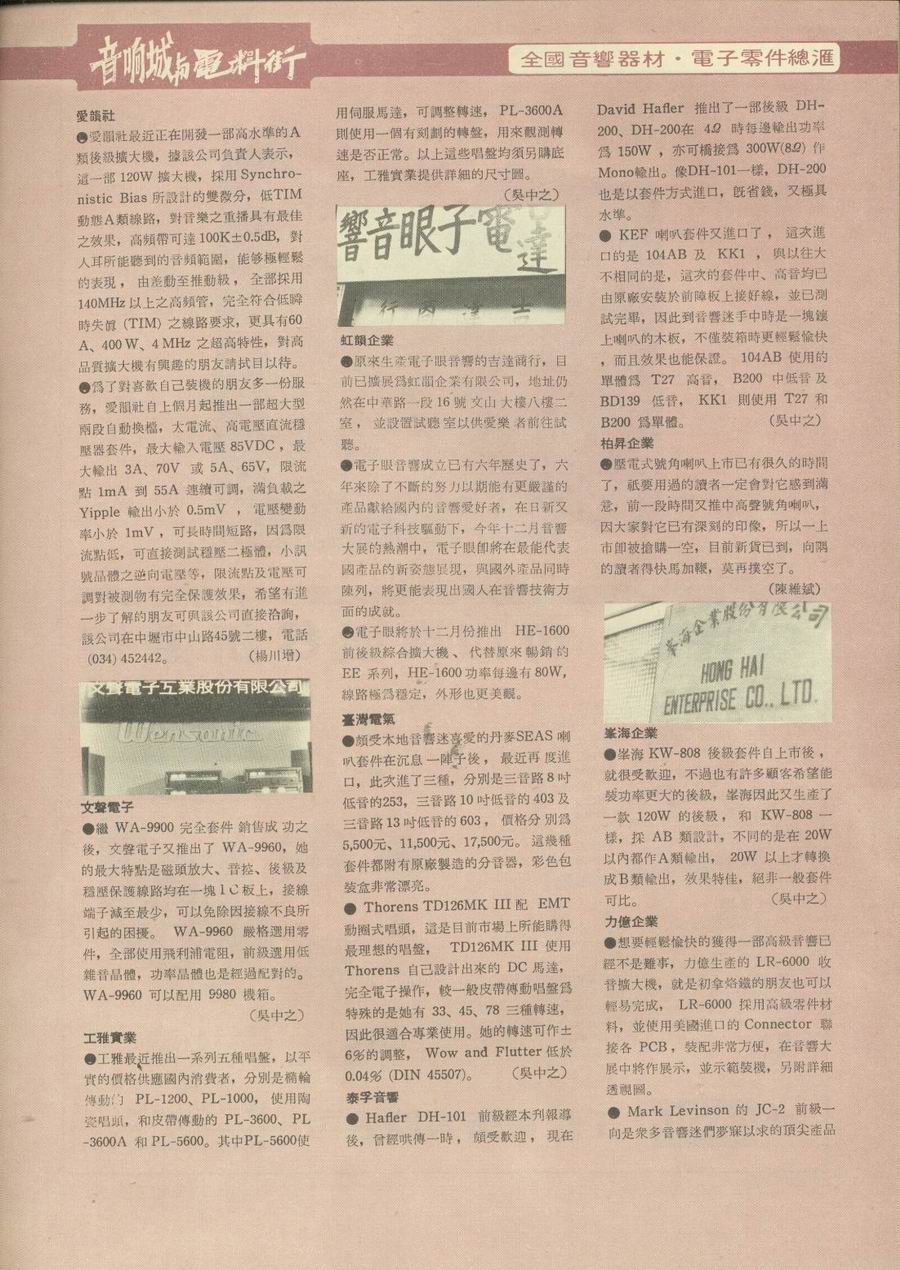 音响城與電料街
全國音響器材・電子零件總滙
愛韻社
●愛韻社最近正在開發一部高水準的A
類後級擴大機，據該公司負責人表示，
這一部 120W 擴大機，採用 Synchro-
nistic Bias 所設計的雙微分，低TIM
動態A類線路，對音樂之重播具有最佳
之效果，高頻帶可達100K±0.5dB，對
人耳所能聽到的音頻範圍，能够極輕鬆
的表現，由差動至推動級，全部採用
140MHz以上之高頻管，完全符合低瞬
時失眞 (TIM) 之線路要求，更具有60
A、400W、4MHz 之超高特性，對高
品質擴大機有興趣的朋友請拭目以待。
●爲了對喜歡自己裝機的朋友多一份服
務，愛韻社自上個月起推出一部超大型
兩段自動換檔，大電流、高電壓直流穩
壓器套件，最大輸入電壓 85VDC，最
大輸出 3A、70V 或 5A、65V，限流
點 1mA 到 55A 連續可調，滿負載之
Yipple 輸出小於 0.5mV ，電壓變動
率小於 1mV，可長時間短路，因爲限
流點低，可直接測試穩壓二極體，小訊
號晶體之逆向電壓等，限流點及電壓可
調對被測物有完全保護效果，希望有進
一步了解的朋友可與該公司直接洽詢，
該公司在中壢市中山路45號二樓，電話
(034) 452442。 （楊川增）
文聲電子工業股份有限公司
Wensonic
文聲電子
●繼 WA-9900 完全套件 銷售成 功之
後，文聲電子又推出了 WA-9960，她
的最大特點是磁頭放大、音控、後級及
穩壓保護線路均在一塊 IC 板上，接線
端子減至最少，可以免除因接線不良所
引起的困擾。 WA-9960 嚴格選用零
件，全部使用飛利浦電阻，前級選用低
雜音晶體，功率晶體也是經過配對的。
WA-9960 可以配用 9980 機箱。
（吳中之）
工雅實業
●工雅最近推出一系列五種唱盤，以平
實的價格供應國內消費者，分別是橢輪
傳動的 PL-1200、PL-1000，使用陶
瓷唱頭，和皮帶傳動的 PL-3600、PL
-3600A 和 PL-5600。其中PL-5600使
用伺服馬達，可調整轉速，PL-3600A
則使用一個有刻劃的轉盤，用來觀測轉
速是否正常。以上這些唱盤均須另購底
座，工雅實業提供詳細的尺寸圖。
（吳中之）
響音眼子電
達
行商達吉
虹韻企業
●原來生產電子眼音響的吉達商行，目
前已擴展爲虹韻企業有限公司，地址仍
然在中華路一段 16 號 文山 大樓八樓二
室，並設置試聽室以供愛樂 者前往試
聽。
●電子眼音響成立已有六年歷史了，六
年來除了不斷的努力以期能有更嚴謹的
產品獻給國內的音響愛好者，在日新又
新的電子科技驅動下，今年十二月音響
大展的熱潮中，電子眼卽將在最能代表
國產品的新姿態展現，與國外產品同時
陳列，將更能表現出國人在音響技術方
面的成就。
●電子眼將於十二月份推出 HE-1600
前後級綜合擴大機、代替原來 暢銷 的
EE 系列，HE-1600功率每邊有80W，
線路極爲穩定，外形也更美觀。
臺灣電氣
●頗受本地音響迷喜愛的丹麥SEAS 喇
叭套件在沉息一陣子後，最近再 度進
口，此次進了三種，分別是三音路 8 吋
低音的253，三音路 10 吋低音的 403 及
三音路 13 吋低音的 603 ，價格分 別爲
5,500元、11,500元、17,500元。這幾種
套件都附有原廠製造的分音器，彩色包
裝盒非常漂亮。
● Thorens TD126MK III 配 EMT
動圈式唱頭，這是目前市場上所能購得
最理想的唱盤， TD126MK III 使用
Thorens 自己設計出來的 DC 馬達，
完全電子操作，較一般皮帶傳動唱盤爲
特殊的是她有 33、45、78 三種轉速，
因此很適合專業使用。她的轉速可作±
6%的調整， Wow and Flutter 低於
0.04% (DIN 45507)。 （吳中之）
泰孚音響
● Hafler DH-101 前級經本刋報導
後，曾經哄傳一時，頗受歡迎，現在
David Hafler 推出了一部後級 DH-
200、DH-200在 4Ω 時每邊輸出功率
爲 150W，亦可橋接爲 300W(8Ω) 作
Mono輸出。像DH-101一樣，DH-200
也是以套件方式進口，旣省錢，又極具
水準。
● KEF 喇叭套件又進口了，這次進
口的是 104AB 及 KK1 ，與以往大
不相同的是，這次的套件中、高音均已
由原廠安裝於前障板上接好線，並已測
試完畢，因此到音響迷手中時是一塊鑲
上喇叭的木板，不僅裝箱時更輕鬆愉快
，而且效果也能保證。 104AB 使用的
單體爲 T27 高音，B200 中低音及
BD139 低音，KK1 則使用 T27 和
B200 爲單體。 （吳中之）
柏昇企業
●壓電式號角喇叭上市已有很久的時間
了，祇要用過的讀者一定會對它感到滿
意，前一段時間又推中高聲號角喇叭，
因大家對它已有深刻的印像，所以一上
市卽被搶購一空，目前新貨已到，向隅
的讀者得快馬加鞭，莫再撲空了。
（陳維斌）
峯海企業股份有限公司
HONG HAI
ENTERPRISE CO., LTD.
峯海企業
●峯海 KW-808 後級套件自上市後，
就很受歡迎，不過也有許多顧客希望能
裝功率更大的後級，峯海因此又生產了
一款 120W 的後級，和 KW-808 一
樣，採 AB 類設計，不同的是在 20W
以內都作A類輸出， 20W 以上才轉換
成B類輸出，效果特佳，絕非一般套件
可比。 （吳中之）
力億企業
●想要輕鬆愉快的獲得一部高級音響已
經不是難事，力億生產的 LR-6000 收
音擴大機，就是初拿烙鐵的朋友也可以
輕易完成， LR-6000 採用高級零件材
料，並使用美國進口的 Connector 聯
接各 PCB，裝配非常方便，在音響大
展中將作展示，並示範裝機，另附詳細
透視圖。
● Mark Levinson 的 JC-2 前級一
向是衆多音響迷們夢寐以求的頂尖產品